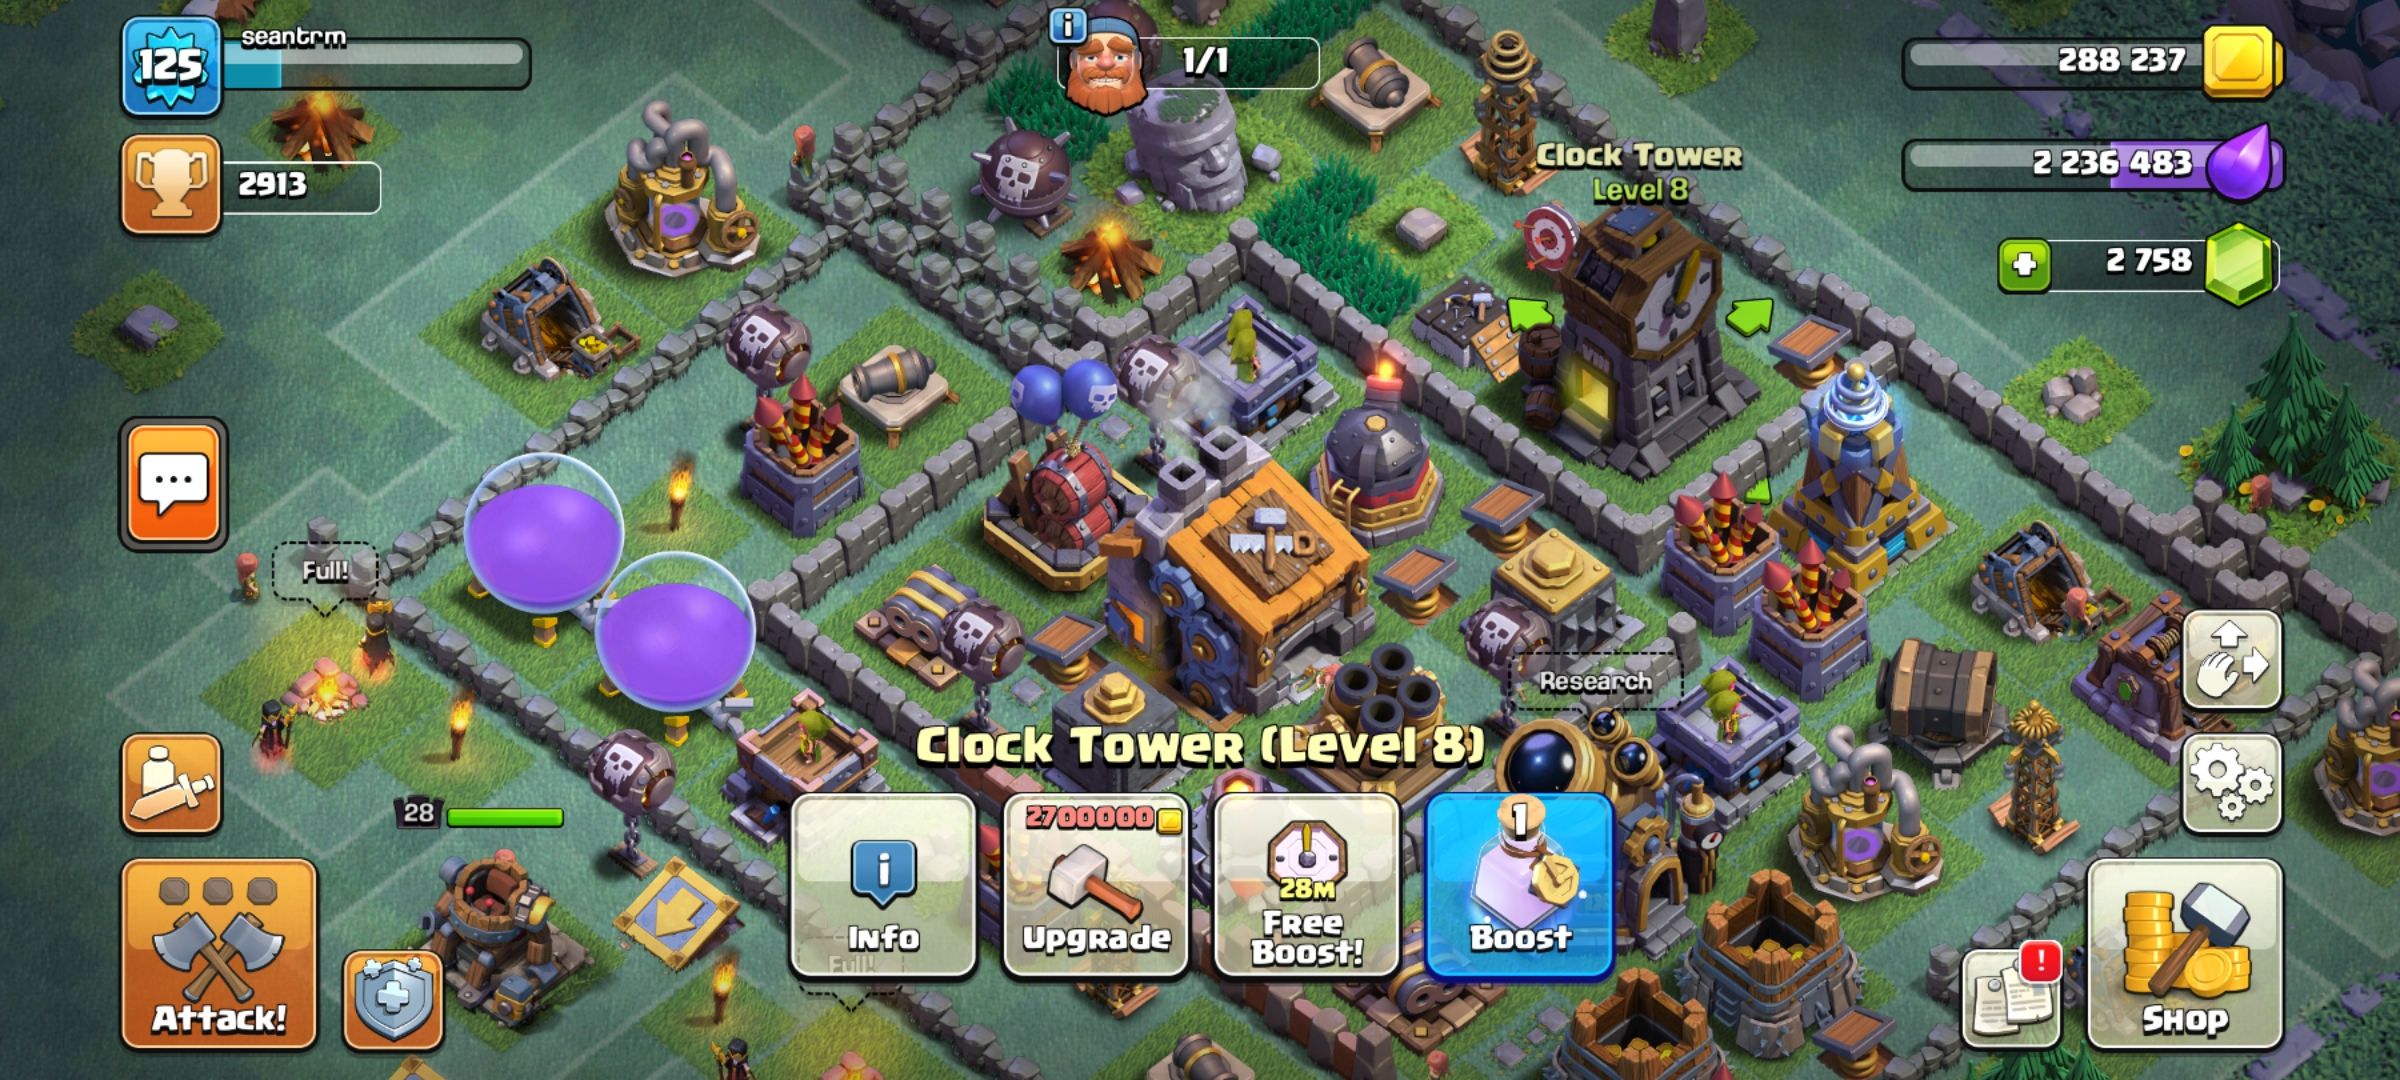 125
seantrm
1/1
288 237
2913
2 236 483
Clock Tower
Level 8
2 758
Full!
Research
Clock Tower (Level 8)
28
1
2700000
28M
Info
Upgrade
Free
Boost!
Boost
Full!
!
Attack!
Shop